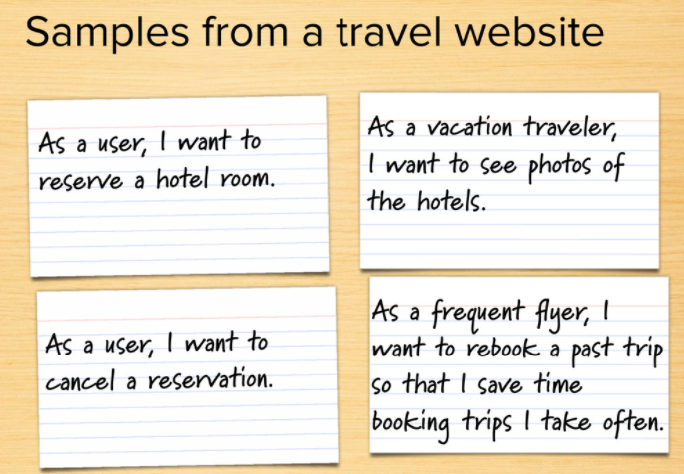 Samples from a travel website
As a user, I want to
reserve a hotel room.
As a vacation traveler,
I want to see photos of
the hotels.
As a user, I want to
cancel a reservation.
As a frequent flyer, I
want to rebook a past trip
so that I save time
booking trips I take often.